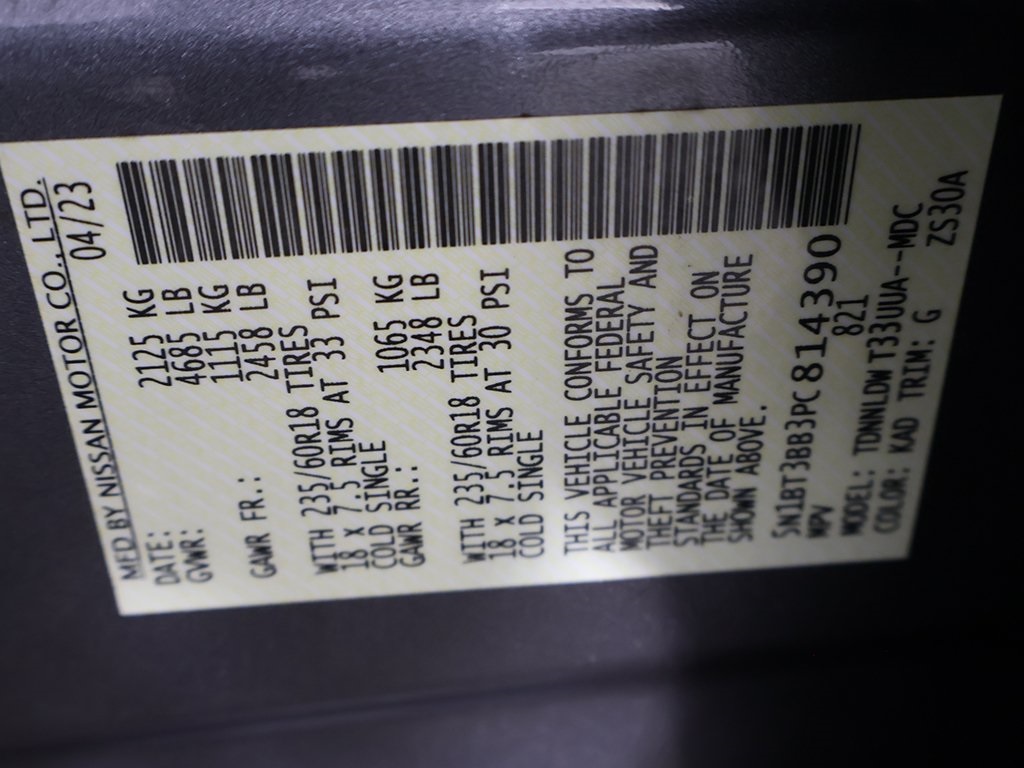 MFD BY NISSAN MOTOR CO., LTD.
DATE: 04/23
GVWR: 2125 KG
4685 LB
GAWR FR.: 1115 KG
2458 LB
WITH 235/60R18 TIRES
18 X 7.5 RIMS AT 33 PSI
COLD SINGLE
GAWR RR.: 1065 KG
2348 LB
WITH 235/60R18 TIRES
18 X 7.5 RIMS AT 30 PSI
COLD SINGLE
THIS VEHICLE CONFORMS TO
ALL APPLICABLE FEDERAL
MOTOR VEHICLE SAFETY AND
THEFT PREVENTION
STANDARDS IN EFFECT ON
THE DATE OF MANUFACTURE
SHOWN ABOVE.
5N1BT3BB3PC814390
MPV 821
MODEL: TDNNLDW T33UUA--MDC
COLOR: KAD TRIM: G ZS30A